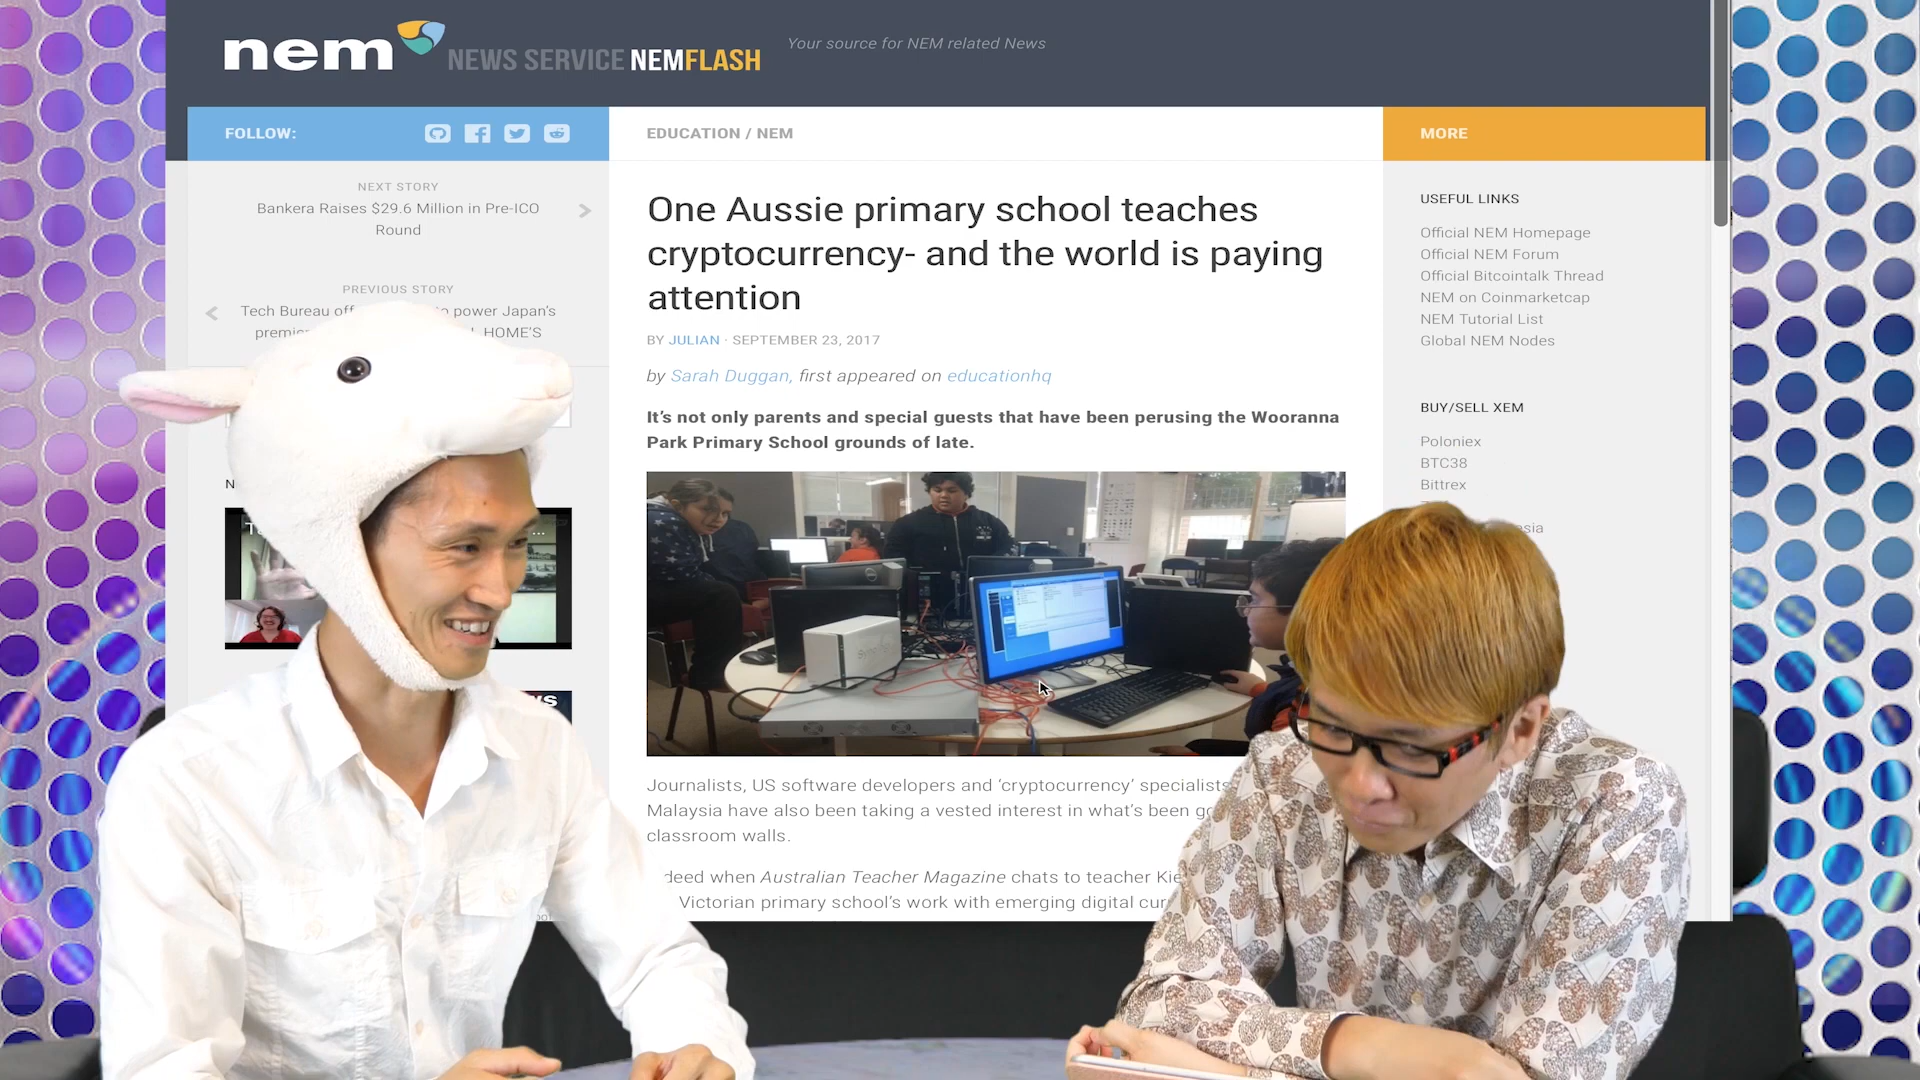 nem
NEWS SERVICE NEMFLASH
Your source for NEM related News
FOLLOW:
EDUCATION / NEM
MORE
NEXT STORY
Bankera Raises $29.6 Million in Pre-ICO
Round
PREVIOUS STORY
Tech Bureau off power Japan's
HOME'S
One Aussie primary school teaches
cryptocurrency- and the world is paying
attention
BY JULIAN · SEPTEMBER 23, 2017
by Sarah Duggan, first appeared on educationhq
It's not only parents and special guests that have been perusing the Wooranna
Park Primary School grounds of late.
Journalists, US software developers and 'cryptocurrency' specialists
Malaysia have also been taking a vested interest in what's been
classroom walls.
deed when Australian Teacher Magazine chats to teacher
Victorian primary school's work with emerging digital
USEFUL LINKS
Official NEM Homepage
Official NEM Forum
Official Bitcointalk Thread
NEM on Coinmarketcap
NEM Tutorial List
Global NEM Nodes
BUY/SELL XEM
Poloniex
BTC38
Bittrex